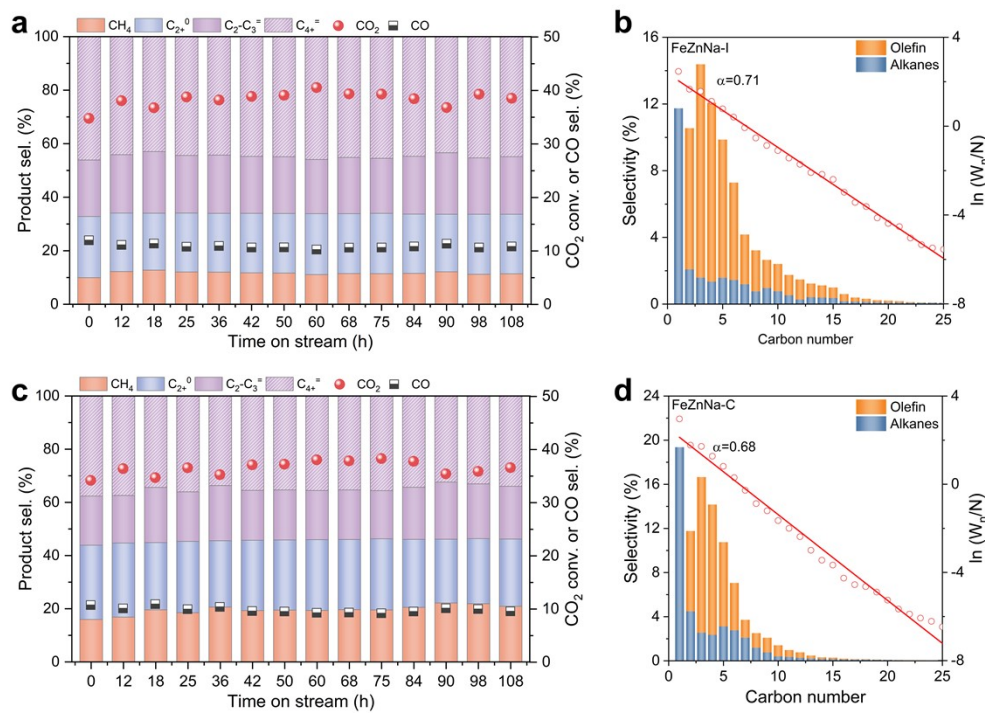 a
CH4 C2+0 C2-C3= C4+= CO2 CO
Product sel. (%)
100
80
60
40
20
0
50
40
30
20
10
0
CO2 conv. or CO sel. (%)
0 12 18 25 36 42 50 60 68 75 84 90 98 108
Time on stream (h)
b
FeZnNa-I
Olefin
Alkanes
α=0.71
Selectivity (%)
16
12
8
4
0
4
2
0
-2
-4
-6
-8
ln (Wn/N)
0 5 10 15 20 25
Carbon number
c
CH4 C2+0 C2-C3= C4+= CO2 CO
Product sel. (%)
100
80
60
40
20
0
50
40
30
20
10
0
CO2 conv. or CO sel. (%)
0 12 18 25 36 42 50 60 68 75 84 90 98 108
Time on stream (h)
d
FeZnNa-C
Olefin
Alkanes
α=0.68
Selectivity (%)
24
20
16
12
8
4
0
4
2
0
-2
-4
-6
-8
ln (Wn/N)
0 5 10 15 20 25
Carbon number